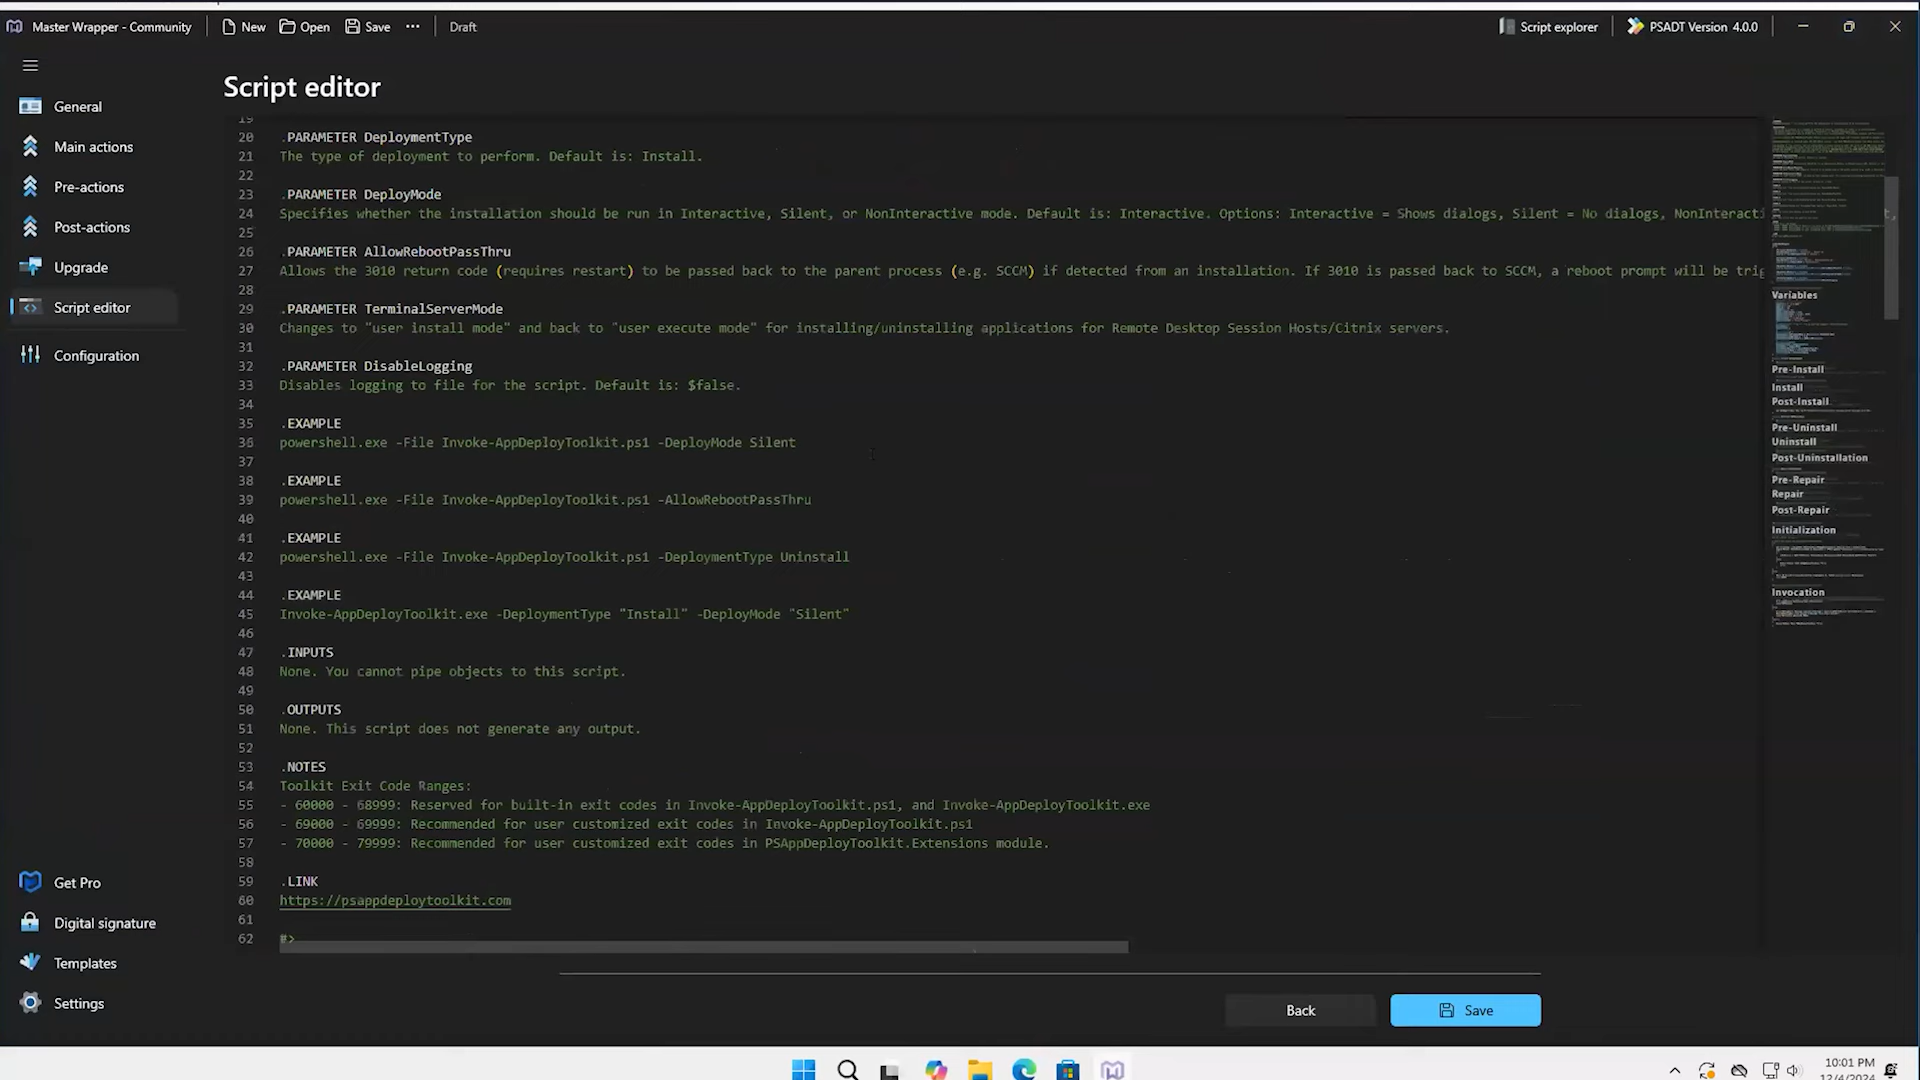 Master Wrapper - Community
New
Open
Save
Draft
Script explorer
PSADT Version 4.0.0
Script editor
General
Main actions
Pre-actions
Post-actions
Upgrade
Script editor
Configuration
Get Pro
Digital signature
Templates
Settings
19
20 .PARAMETER DeploymentType
21 The type of deployment to perform. Default is: Install.
22
23 .PARAMETER DeployMode
24 Specifies whether the installation should be run in Interactive, Silent, or NonInteractive mode. Default is: Interactive. Options: Interactive = Shows dialogs, Silent = No dialogs, NonInteracti
25
26 .PARAMETER AllowRebootPassThru
27 Allows the 3010 return code (requires restart) to be passed back to the parent process (e.g. SCCM) if detected from an installation. If 3010 is passed back to SCCM, a reboot prompt will be trig
28
29 .PARAMETER TerminalServerMode
30 Changes to "user install mode" and back to "user execute mode" for installing/uninstalling applications for Remote Desktop Session Hosts/Citrix servers.
31
32 .PARAMETER DisableLogging
33 Disables logging to file for the script. Default is: $false.
34
35 .EXAMPLE
36 powershell.exe -File Invoke-AppDeployToolkit.ps1 -DeployMode Silent
37
38 .EXAMPLE
39 powershell.exe -File Invoke-AppDeployToolkit.ps1 -AllowRebootPassThru
40
41 .EXAMPLE
42 powershell.exe -File Invoke-AppDeployToolkit.ps1 -DeploymentType Uninstall
43
44 .EXAMPLE
45 Invoke-AppDeployToolkit.exe -DeploymentType "Install" -DeployMode "Silent"
46
47 .INPUTS
48 None. You cannot pipe objects to this script.
49
50 .OUTPUTS
51 None. This script does not generate any output.
52
53 .NOTES
54 Toolkit Exit Code Ranges:
55 - 60000 - 68999: Reserved for built-in exit codes in Invoke-AppDeployToolkit.ps1, and Invoke-AppDeployToolkit.exe
56 - 69000 - 69999: Recommended for user customized exit codes in Invoke-AppDeployToolkit.ps1
57 - 70000 - 79999: Recommended for user customized exit codes in PSAppDeployToolkit.Extensions module.
58
59 .LINK
60 https://psappdeploytoolkit.com
61
62 #>
Variables
Pre-Install
Install
Post-Install
Pre-Uninstall
Uninstall
Post-Uninstallation
Pre-Repair
Repair
Post-Repair
Initialization
Invocation
Back
Save
10:01 PM
12/4/2024